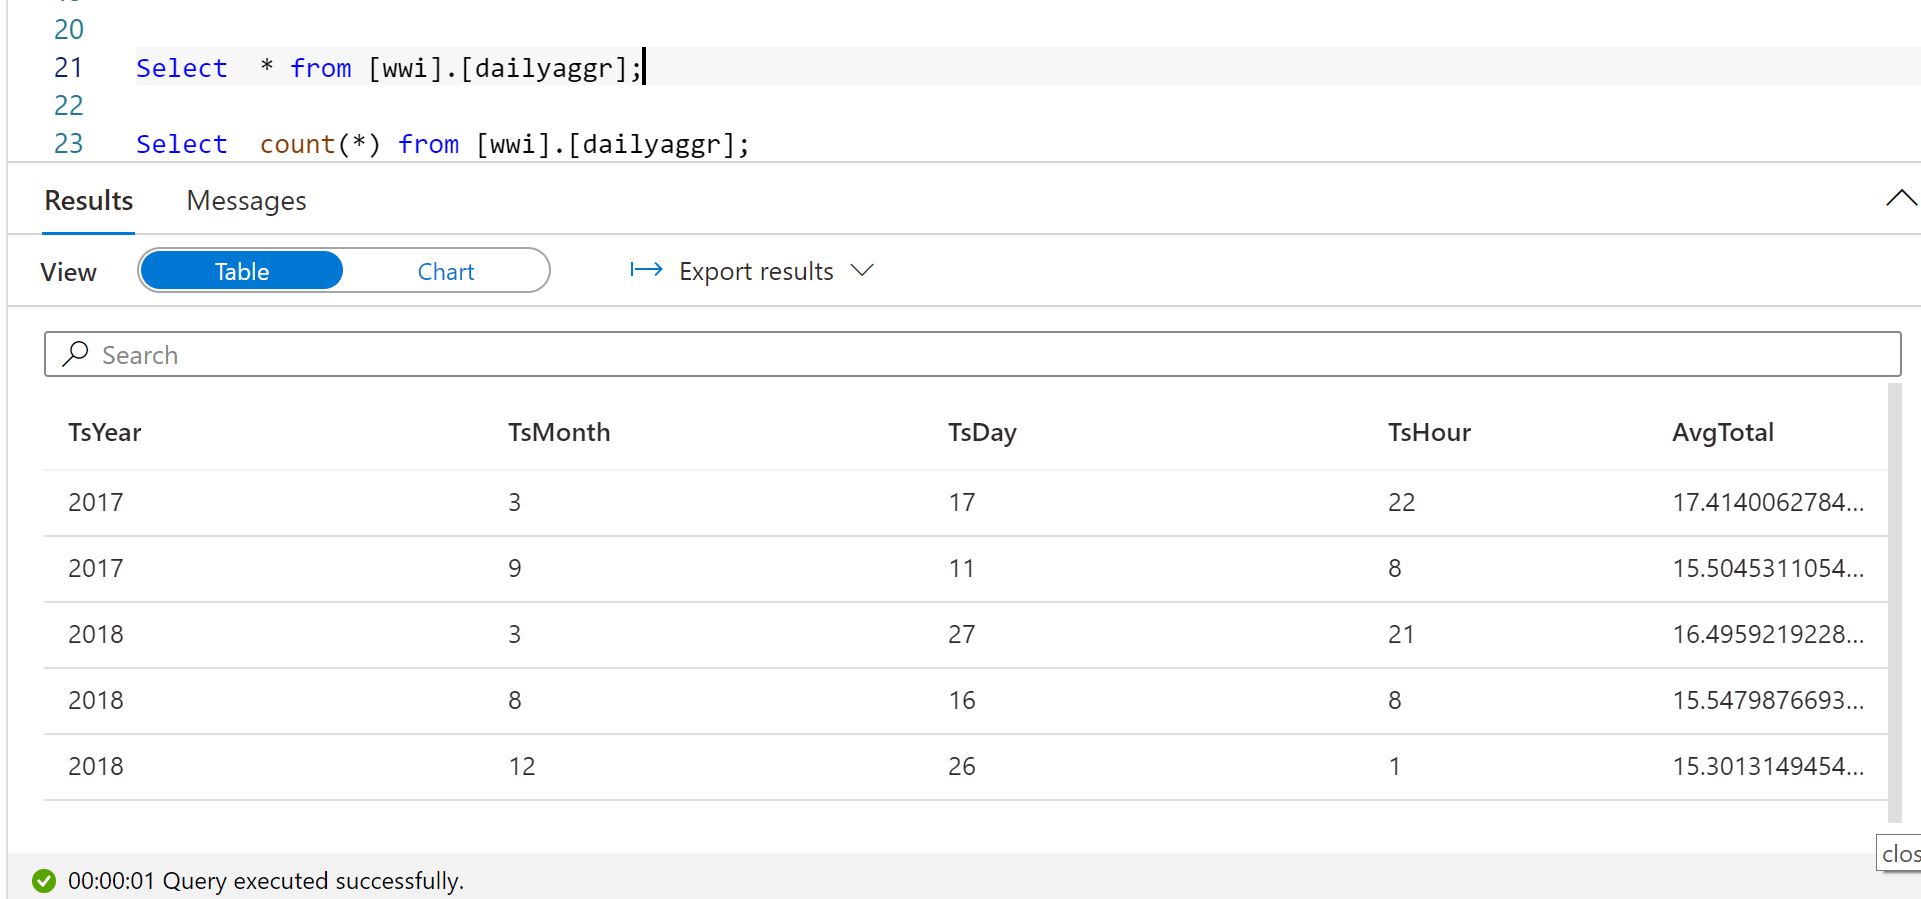 20
21 Select * from [wwi].[dailyaggr];
22
23 Select count(*) from [wwi].[dailyaggr];
Results Messages
View Table Chart Export results
Search
TsYear TsMonth TsDay TsHour AvgTotal
2017 3 17 22 17.4140062784...
2017 9 11 8 15.5045311054...
2018 3 27 21 16.4959219228...
2018 8 16 8 15.5479876693...
2018 12 26 1 15.3013149454...
clos
00:00:01 Query executed successfully.